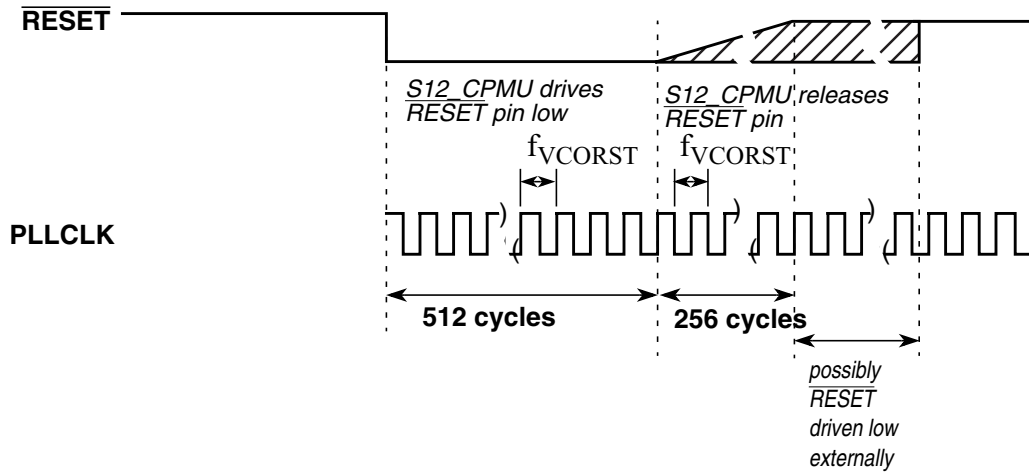 RESET
S12_CPMU drives
RESET pin low
S12_CPMU releases
RESET pin
fVCORST
fVCORST
PLLCLK
512 cycles
256 cycles
possibly
RESET
driven low
externally